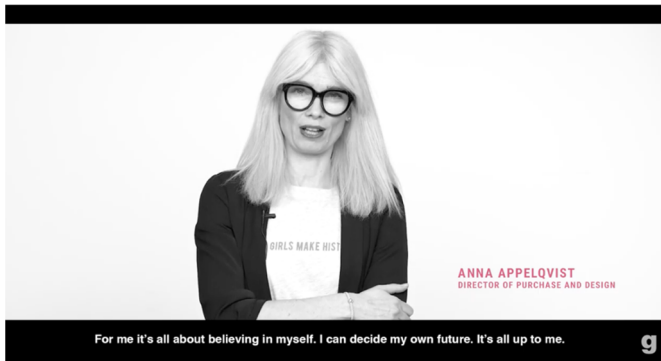 GIRLS MAKE HIST
ANNA APPELQVIST
DIRECTOR OF PURCHASE AND DESIGN
For me it's all about believing in myself. I can decide my own future. It's all up to me.
g